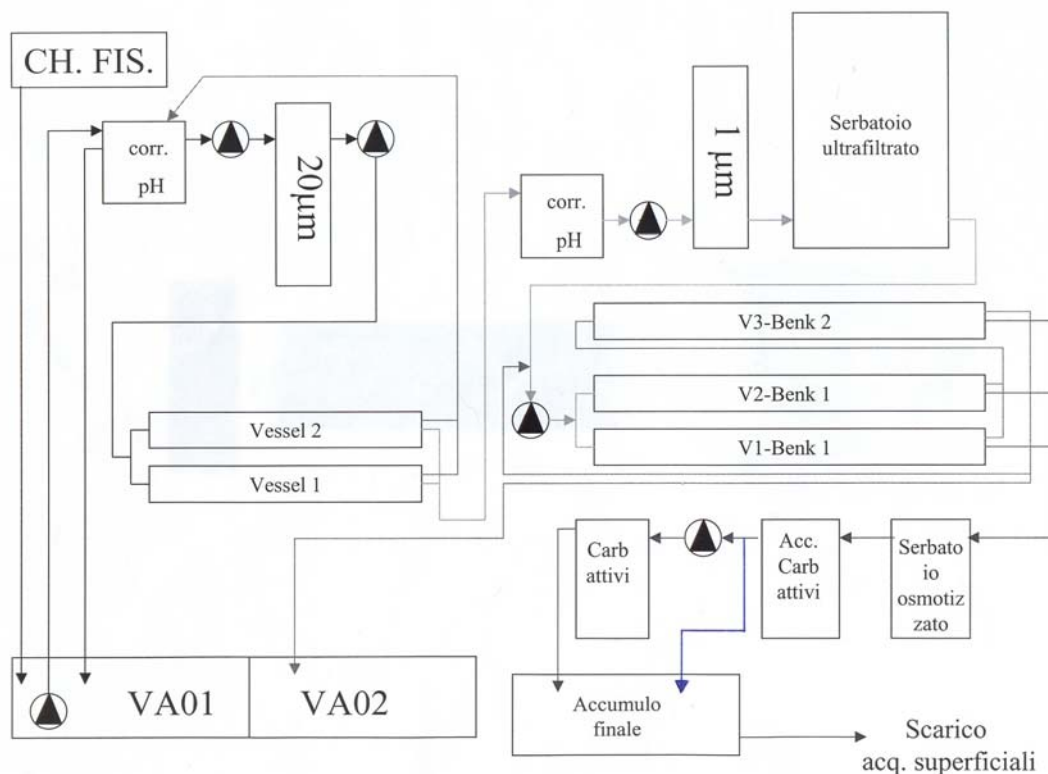 CH. FIS.
corr.
pH
20µm
corr.
pH
1 µm
Serbatoio
ultrafiltrato
V3-Benk 2
V2-Benk 1
V1-Benk 1
Vessel 2
Vessel 1
Carb
attivi
Acc.
Carb
attivi
Serbato
io
osmotiz
zato
VA01
VA02
Accumulo
finale
Scarico
acq. superficiali